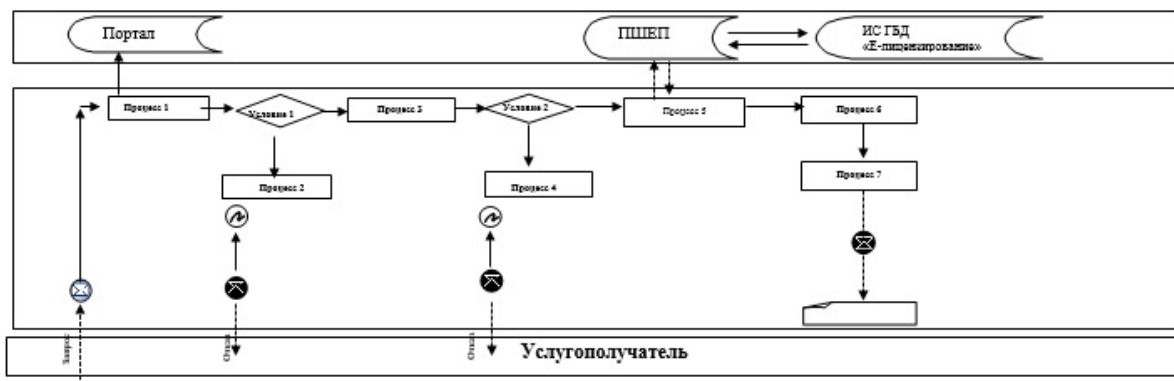 Портал
ПШЕП
ИС ГБД
«Е-лицензирование»
Процесс 1
Условие 1
Процесс 3
Условие 2
Процесс 5
Процесс 6
Процесс 2
Процесс 4
Процесс 7
Запрос
Отказ
Отказ
Услугополучатель